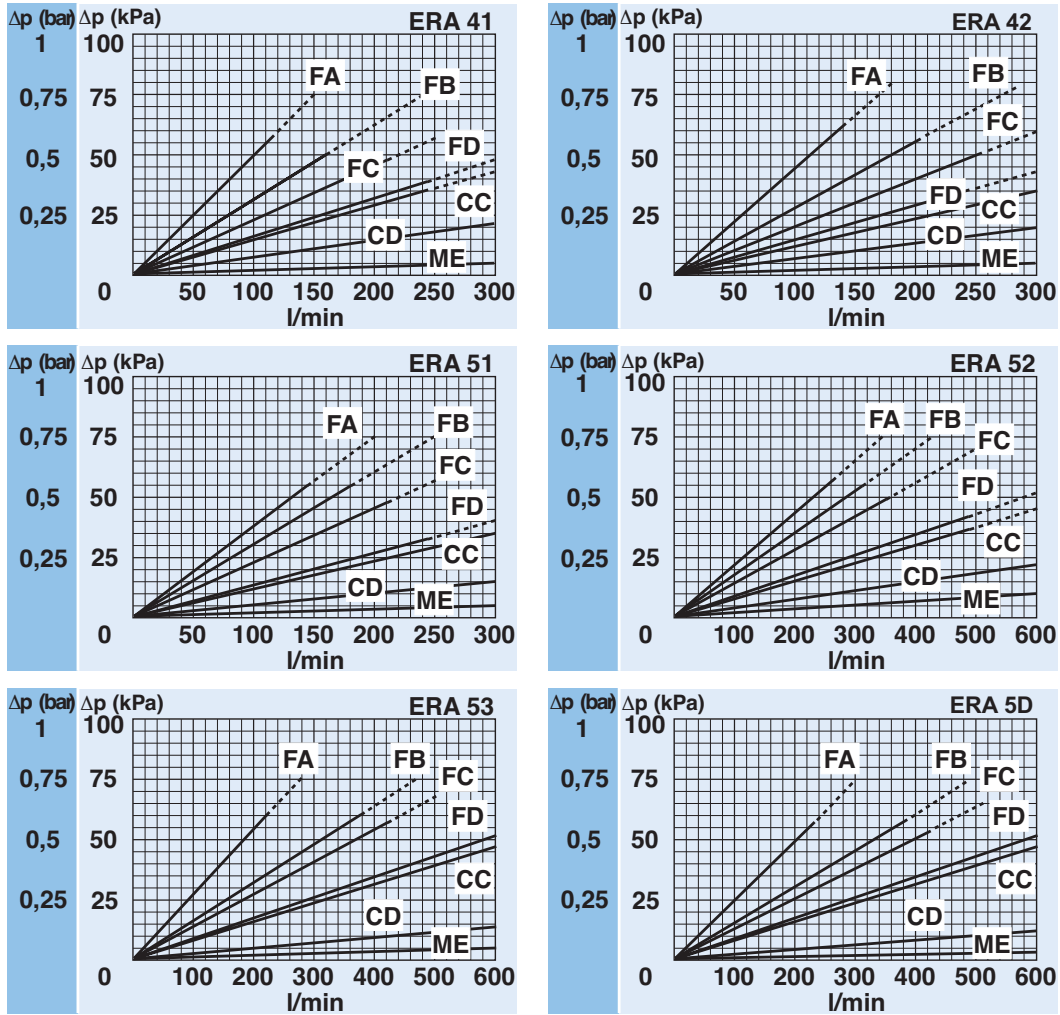 Δp (bar) Δp (kPa) ERA 41
1 100
0,75 75 FA FB
0,5 50 FC FD
0,25 25 CC
CD
ME
0 50 100 150 200 250 300
l/min
Δp (bar) Δp (kPa) ERA 42
1 100
0,75 75 FA FB
FC
0,5 50
FD
0,25 25 CC
CD
ME
0 50 100 150 200 250 300
l/min
Δp (bar) Δp (kPa) ERA 51
1 100
0,75 75 FA FB
FC
0,5 50 FD
0,25 25 CC
CD
ME
0 50 100 150 200 250 300
l/min
Δp (bar) Δp (kPa) ERA 52
1 100
0,75 75 FA FB FC
0,5 50 FD
0,25 25 CC
CD
ME
0 100 200 300 400 500 600
l/min
Δp (bar) Δp (kPa) ERA 53
1 100
0,75 75 FA FB FC
0,5 50 FD
0,25 25 CC
CD
ME
0 100 200 300 400 500 600
l/min
Δp (bar) Δp (kPa) ERA 5D
1 100
0,75 75 FA FB FC
0,5 50 FD
0,25 25 CC
CD
ME
0 100 200 300 400 500 600
l/min